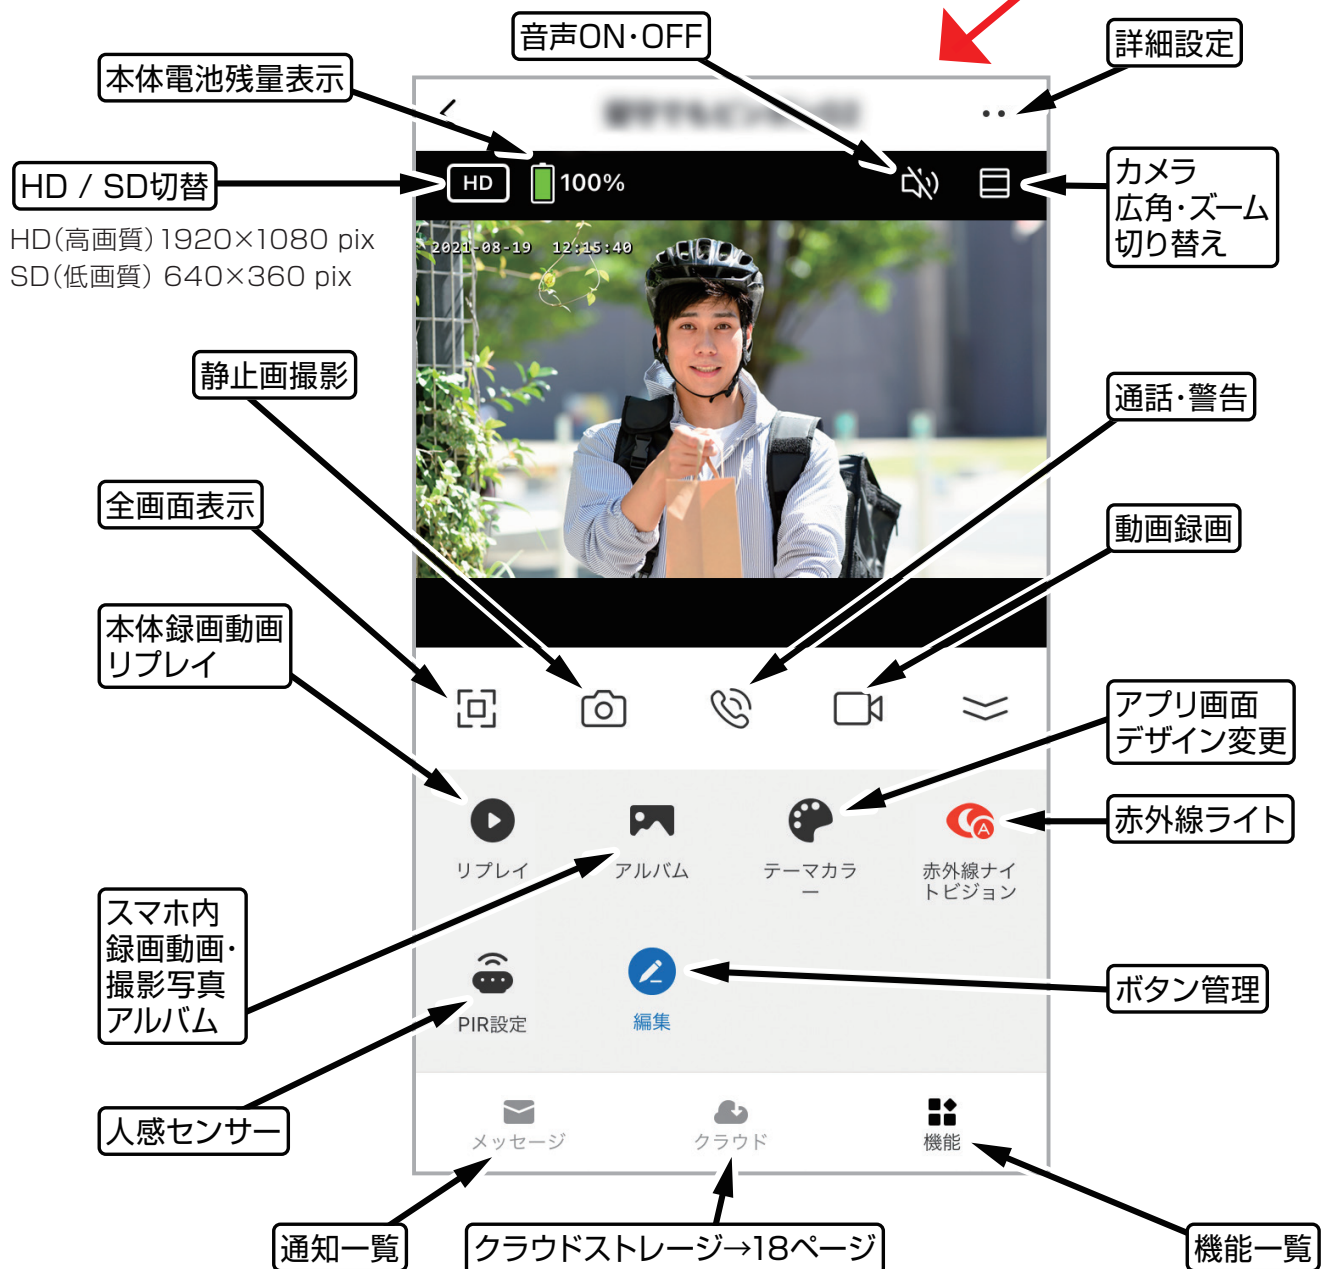 音声ON・OFF
詳細設定
本体電池残量表示
HD / SD切替
HD（高画質）1920×1080 pix
SD（低画質） 640×360 pix
HD
100%
カメラ
広角・ズーム
切り替え
2021-08-19 12:15:40
静止画撮影
通話・警告
全画面表示
動画録画
本体録画動画
リプレイ
アプリ画面
デザイン変更
赤外線ライト
リプレイ
アルバム
テーマカラ
ー
赤外線ナイ
トビジョン
スマホ内
録画動画・
撮影写真
アルバム
ボタン管理
PIR設定
編集
人感センサー
メッセージ
クラウド
機能
通知一覧
クラウドストレージ→18ページ
機能一覧